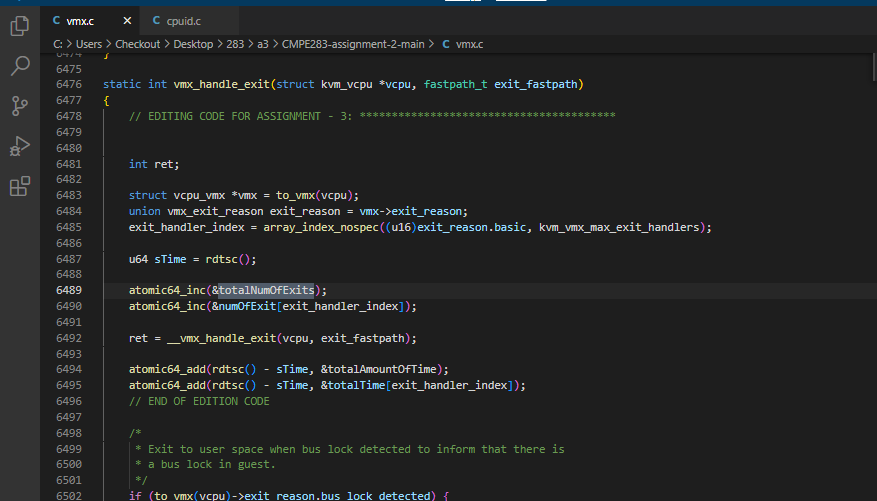 vmx.c
cpuid.c
C: > Users > Checkout > Desktop > 283 > a3 > CMPE283-assignment-2-main > C vmx.c
6474 }
6475
6476 static int vmx_handle_exit(struct kvm_vcpu *vcpu, fastpath_t exit_fastpath)
6477 {
6478 // EDITING CODE FOR ASSIGNMENT - 3: ****************************************
6479
6480
6481 int ret;
6482
6483 struct vcpu_vmx *vmx = to_vmx(vcpu);
6484 union vmx_exit_reason exit_reason = vmx->exit_reason;
6485 exit_handler_index = array_index_nospec((u16)exit_reason.basic, kvm_vmx_max_exit_handlers);
6486
6487 u64 sTime = rdtsc();
6488
6489 atomic64_inc(&totalNumOfExits);
6490 atomic64_inc(&numOfExit[exit_handler_index]);
6491
6492 ret = __vmx_handle_exit(vcpu, exit_fastpath);
6493
6494 atomic64_add(rdtsc() - sTime, &totalAmountOfTime);
6495 atomic64_add(rdtsc() - sTime, &totalTime[exit_handler_index]);
6496 // END OF EDITION CODE
6497
6498 /*
6499 * Exit to user space when bus lock detected to inform that there is
6500 * a bus lock in guest.
6501 */
6502 if (to_vmx(vcpu)->exit_reason.bus_lock_detected) {